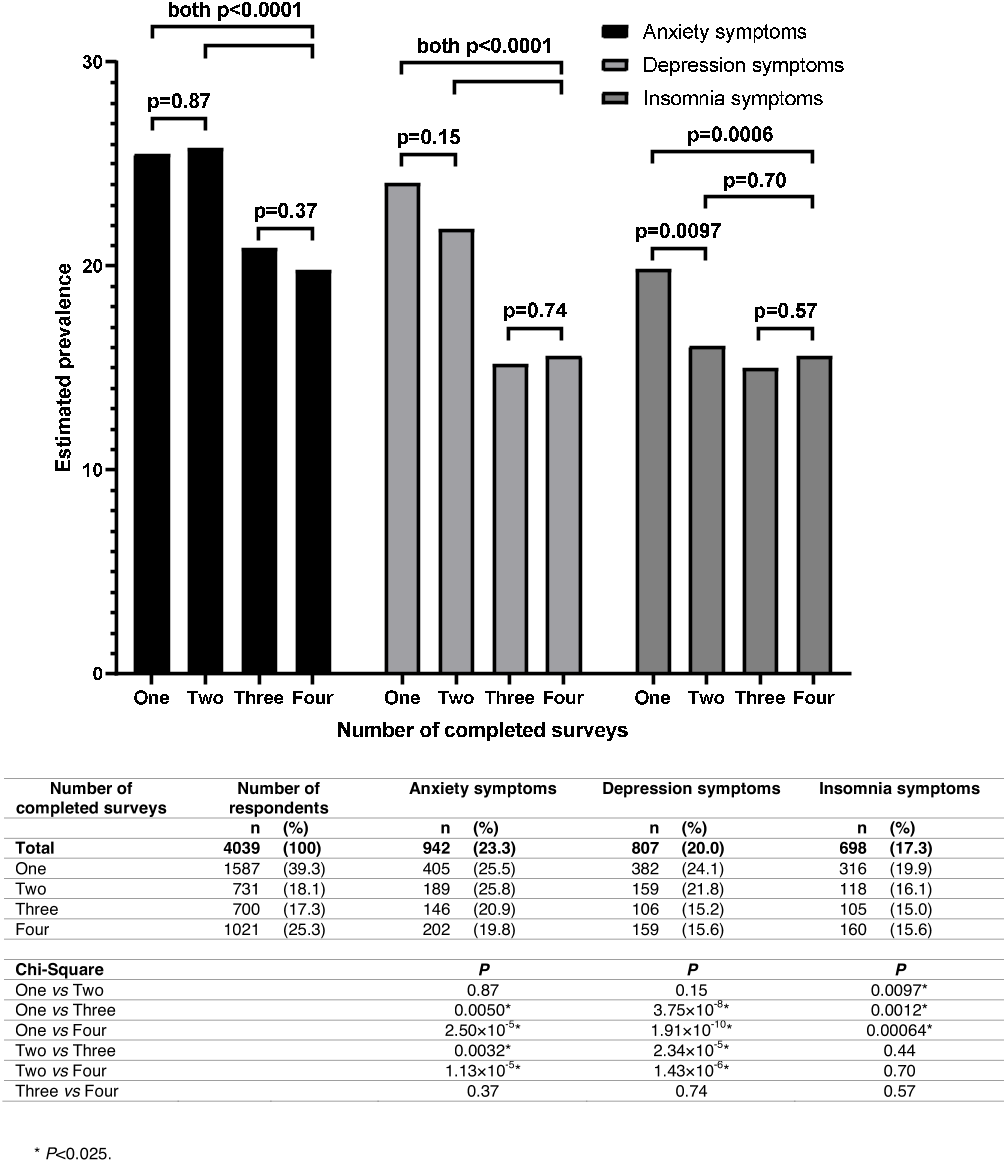 both p<0.0001
Anxiety symptoms
Depression symptoms
Insomnia symptoms
both p<0.0001
p=0.87
p=0.37
p=0.15
p=0.74
p=0.0006
p=0.70
p=0.0097
p=0.57
30
20
10
0
Estimated prevalence
One Two Three Four One Two Three Four One Two Three Four
Number of completed surveys
Number of completed surveys Number of respondents Anxiety symptoms Depression symptoms Insomnia symptoms
n (%) n (%) n (%) n (%)
Total 4039 (100) 942 (23.3) 807 (20.0) 698 (17.3)
One 1587 (39.3) 405 (25.5) 382 (24.1) 316 (19.9)
Two 731 (18.1) 189 (25.8) 159 (21.8) 118 (16.1)
Three 700 (17.3) 146 (20.9) 106 (15.2) 105 (15.0)
Four 1021 (25.3) 202 (19.8) 159 (15.6) 160 (15.6)
Chi-Square P P P
One vs Two 0.87 0.15 0.0097*
One vs Three 0.0050* 3.75×10-8* 0.0012*
One vs Four 2.50×10-5* 1.91×10-10* 0.00064*
Two vs Three 0.0032* 2.34×10-5* 0.44
Two vs Four 1.13×10-5* 1.43×10-6* 0.70
Three vs Four 0.37 0.74 0.57
* P<0.025.